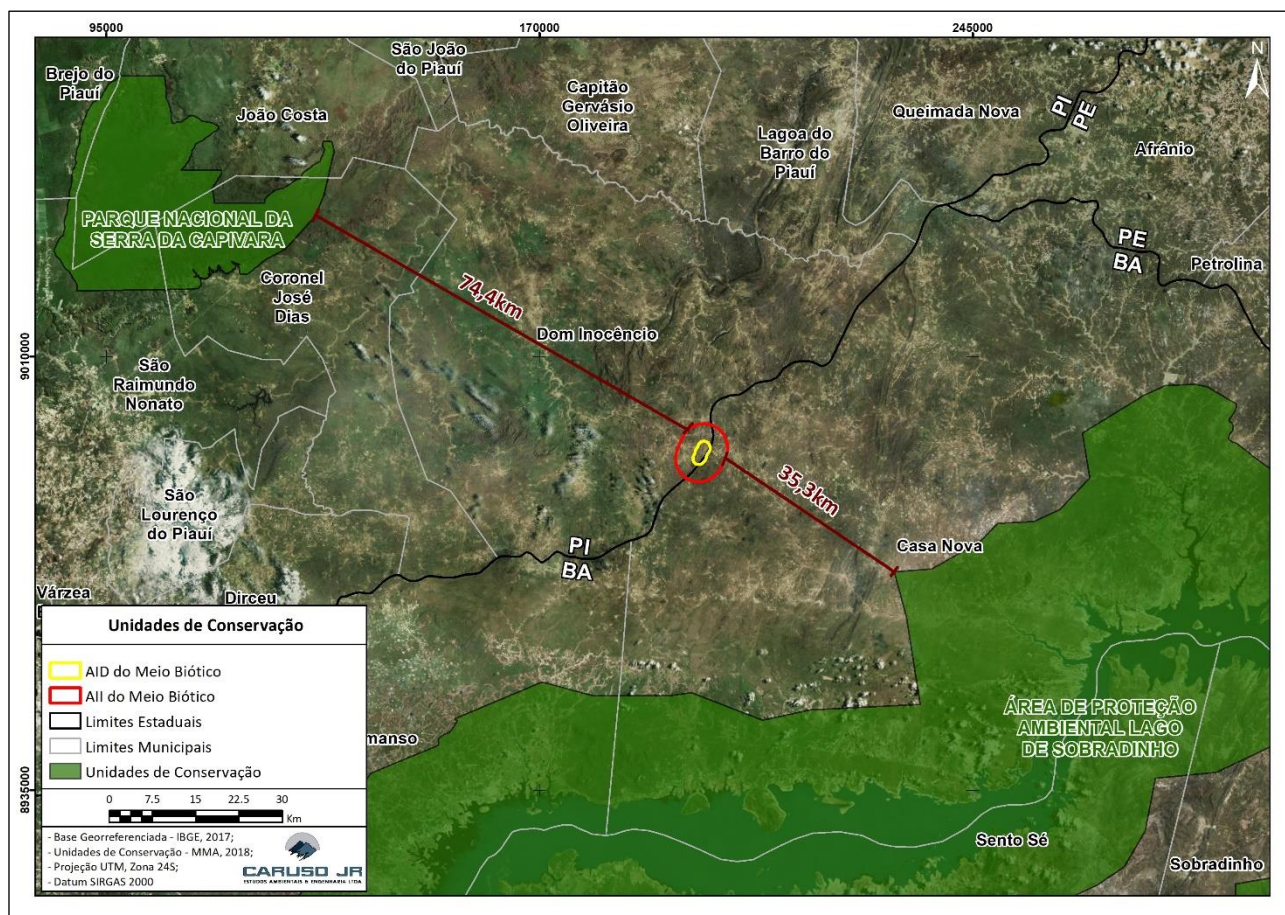 95000
170000
245000
N
Brejo do
Piauí
São João
do Piauí
João Costa
Capitão
Gervásio
Oliveira
Queimada Nova
PI
PE
Lagoa do
Barro do
Piauí
Afrânio
PARQUE NACIONAL DA
SERRA DA CAPIVARA
PE
BA
Petrolina
Coronel
José
Dias
74,4km
Dom Inocêncio
9010000
São
Raimundo
Nonato
São
Lourenço
do Piauí
35,3km
Casa Nova
PI
BA
Várzea
Dirceu
manso
ÁREA DE PROTEÇÃO
AMBIENTAL LAGO
DE SOBRADINHO
8935000
Sento Sé
Sobradinho
Unidades de Conservação
AID do Meio Biótico
AII do Meio Biótico
Limites Estaduais
Limites Municipais
Unidades de Conservação
0 7.5 15 22.5 30
Km
- Base Georreferenciada - IBGE, 2017;
- Unidades de Conservação - MMA, 2018;
- Projeção UTM, Zona 24S;
- Datum SIRGAS 2000
CARUSO JR
ESTUDOS AMBIENTAIS & ENGENHARIA LTDA